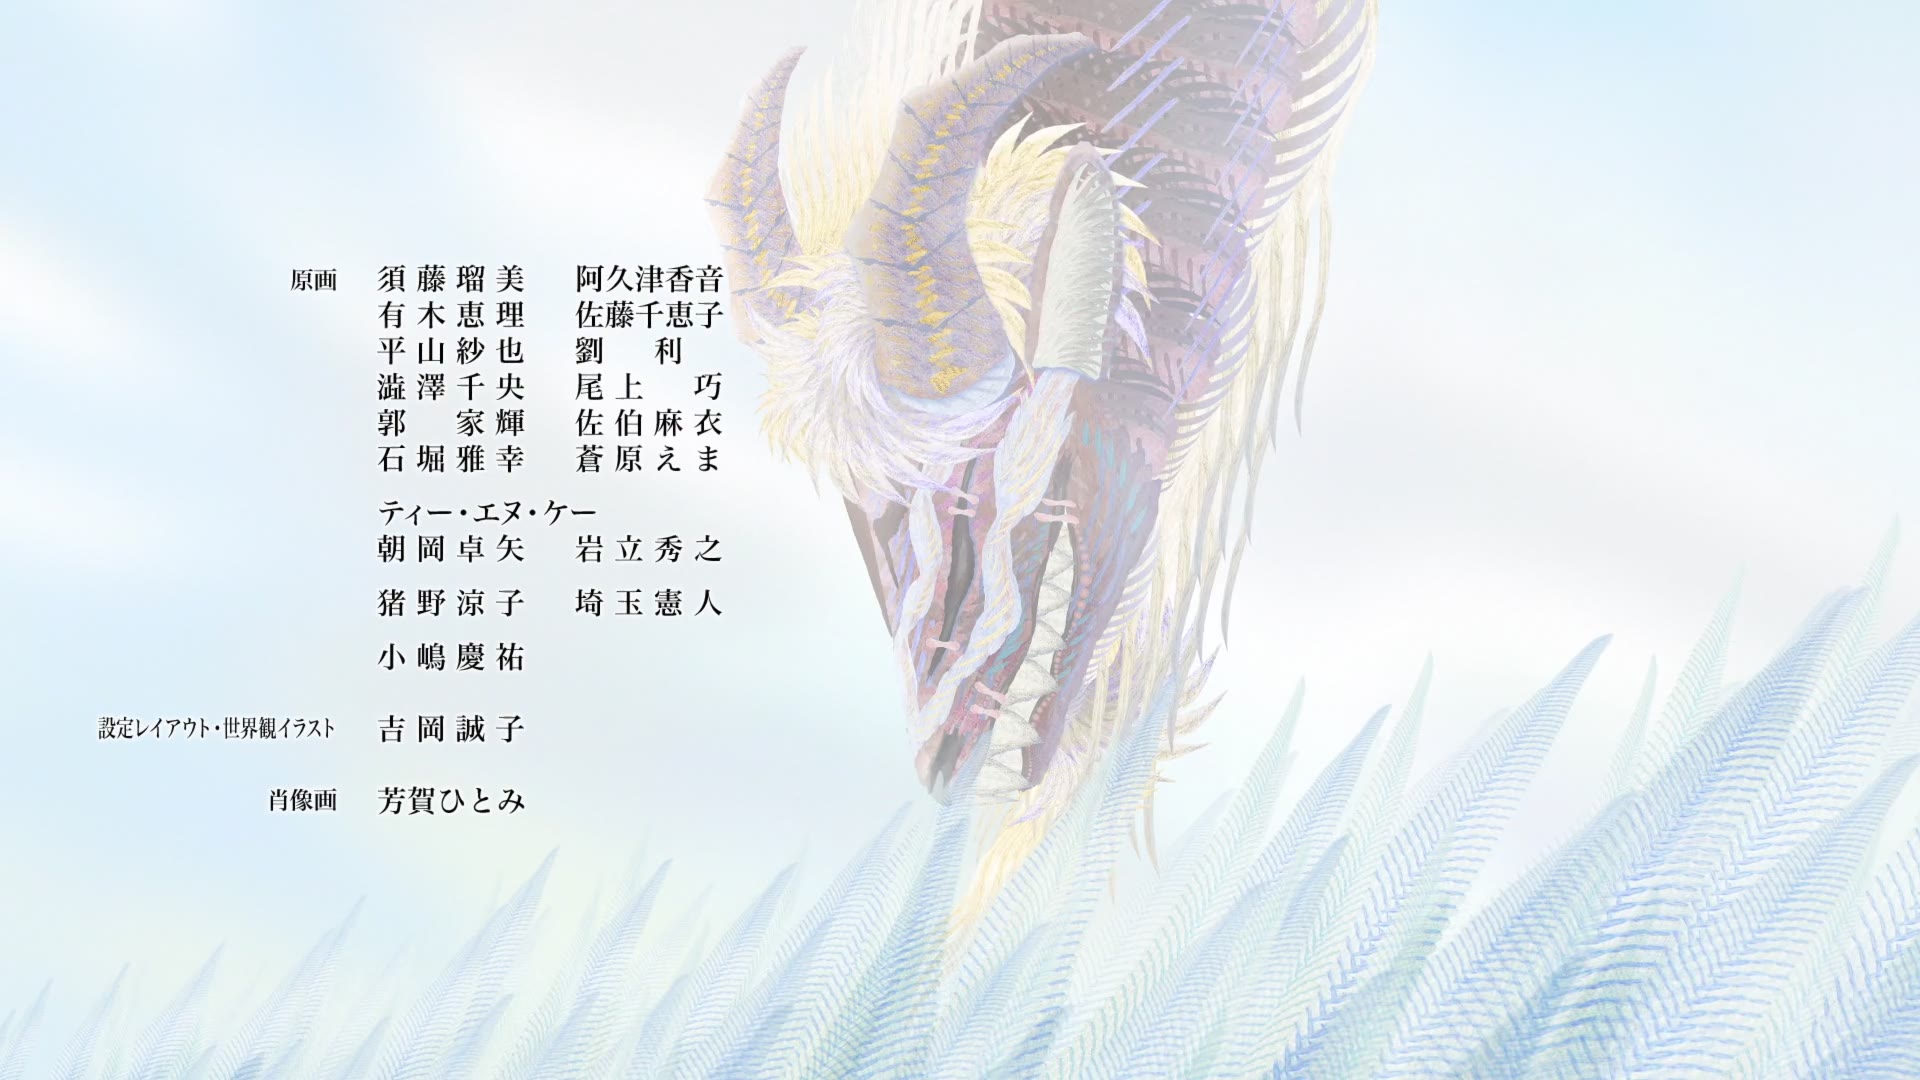 原画 須藤瑠美 阿久津香音
有木恵理 佐藤千恵子
平山紗也 劉 利
澁澤千央 尾上 巧
郭 家輝 佐伯麻衣
石堀雅幸 蒼原えま
ティー・エヌ・ケー
朝岡卓矢 岩立秀之
猪野涼子 埼玉憲人
小嶋慶祐
設定レイアウト・世界観イラスト 吉岡誠子
肖像画 芳賀ひとみ